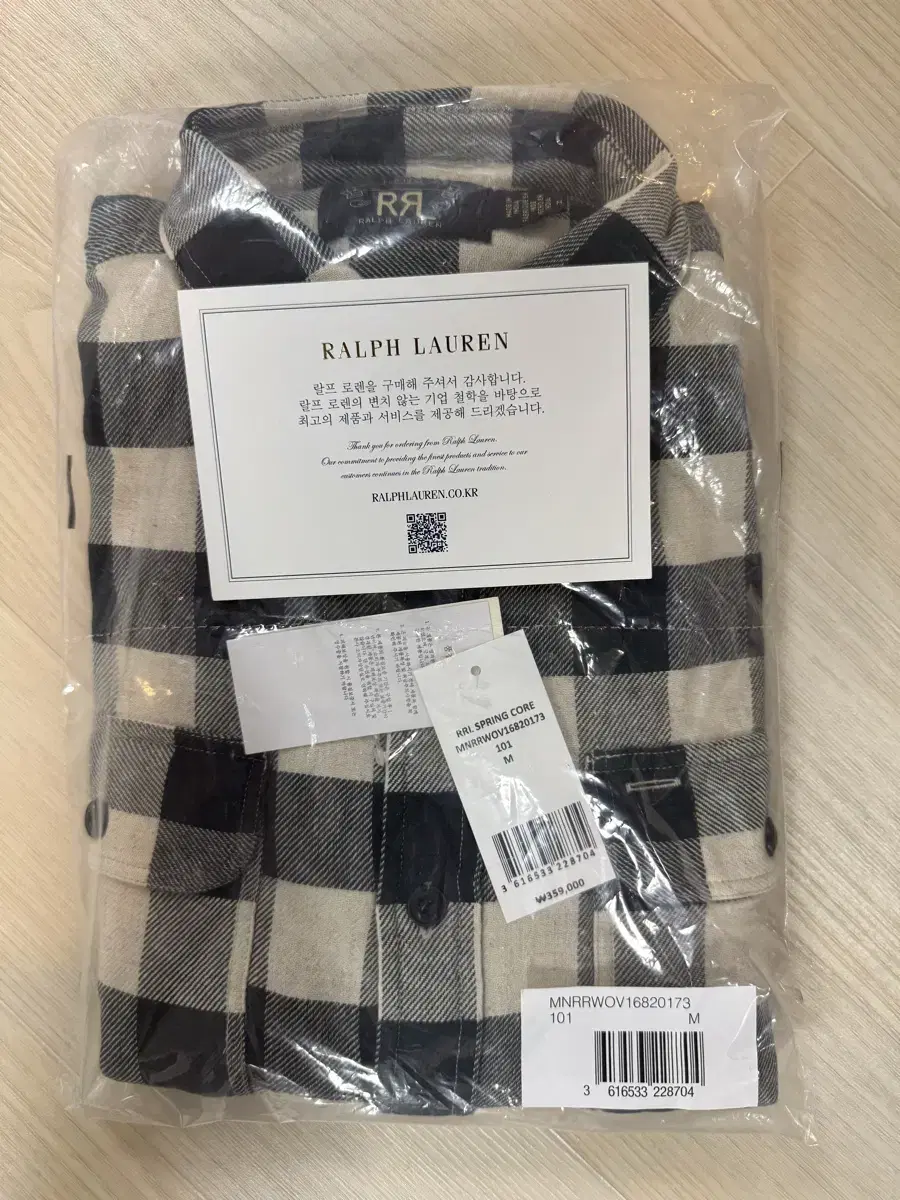 RR
RALPH LAUREN
M
RALPH LAUREN
랄프 로렌을 구매해 주셔서 감사합니다.
랄프 로렌의 변치 않는 기업 철학을 바탕으로
최고의 제품과 서비스를 제공해 드리겠습니다.
Thank you for ordering from Ralph Lauren.
Our commitment to providing the finest products and service to our
customers continues in the Ralph Lauren tradition.
RALPHLAUREN.CO.KR
RRL SPRING CORE
MNRRWOV16820173
101
M
3 616533 228704
₩359,000
MNRRWOV16820173
101 M
3 616533 228704